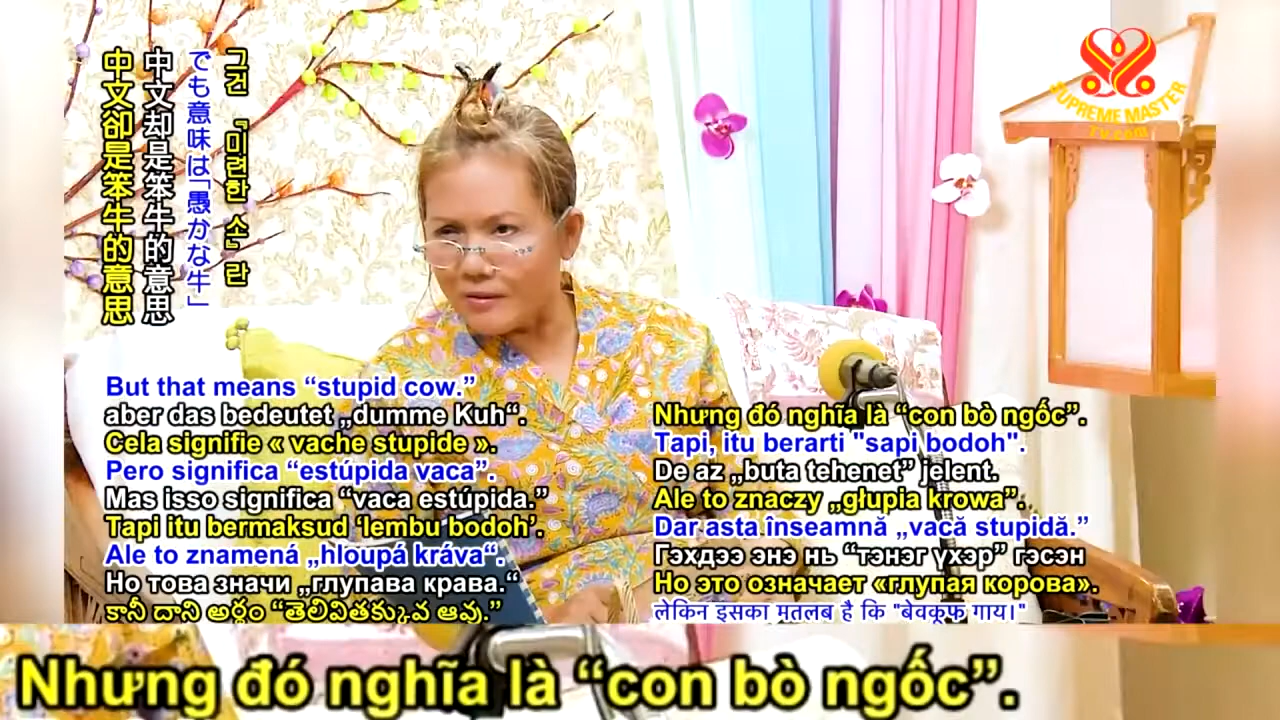 中文卻是笨牛的意思
中文却是笨牛的意思
でも意味は「愚かな牛」
그건 『미련한 소』란
SUPREME MASTER
TV.com
But that means “stupid cow.”
aber das bedeutet „dumme Kuh“.
Cela signifie « vache stupide ».
Pero significa “estúpida vaca”.
Mas isso significa “vaca estúpida.”
Tapi itu bermaksud ‘lembu bodoh’.
Ale to znamená „hloupá kráva“.
Но това значи „глупава крава.“
కానీ దాని అర్థం “తెలివితక్కువ ఆవు.”
Nhưng đó nghĩa là “con bò ngốc”.
Tapi, itu berarti "sapi bodoh".
De az „buta tehenet” jelent.
Ale to znaczy „głupia krowa”.
Dar asta înseamnă „vacă stupidă.”
Гэхдээ энэ нь “тэнэг үхэр” гэсэн
Но это означает «глупая корова».
लेकिन इसका मतलब है कि "बेवकूफ गाय।"
Nhưng đó nghĩa là “con bò ngốc”.